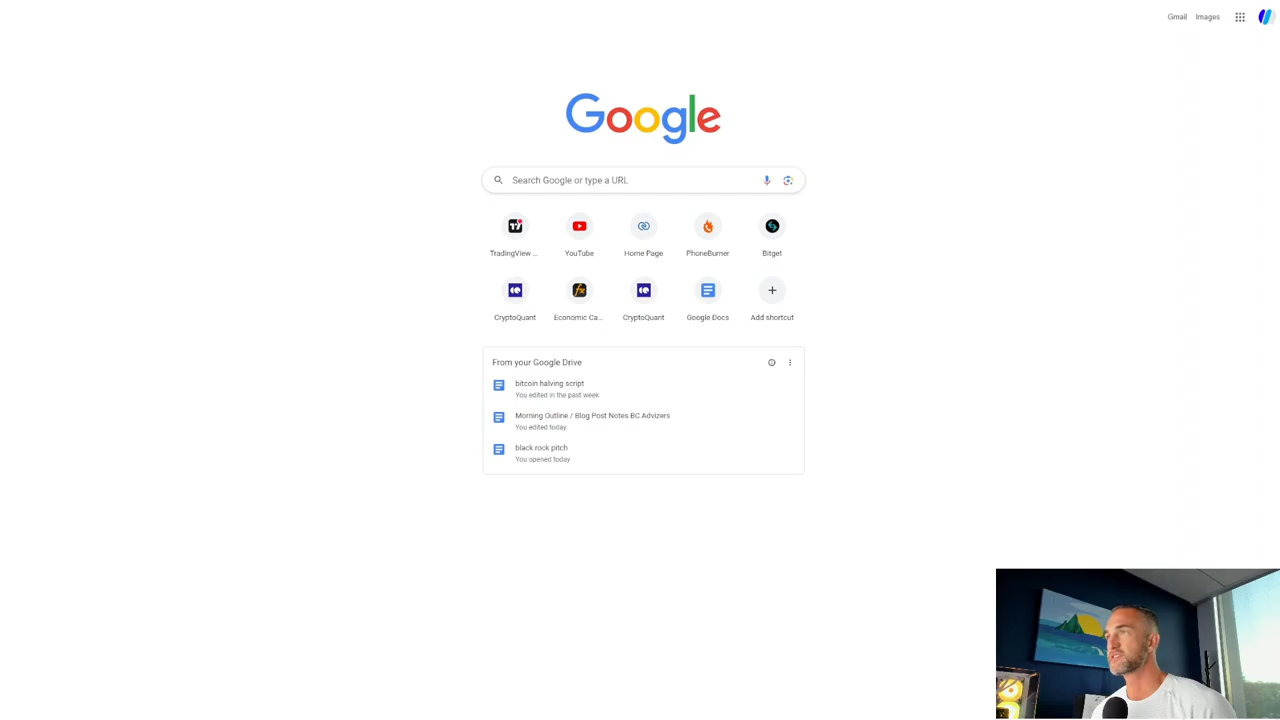 Gmail Images
Google
Search Google or type a URL
TradingView ... YouTube Home Page PhoneBurner Bitget
CryptoQuant Economic Ca... CryptoQuant Google Docs Add shortcut
From your Google Drive
bitcoin halving script
You edited in the past week
Morning Outline / Blog Post Notes BC Advizers
You edited today
black rock pitch
You opened today